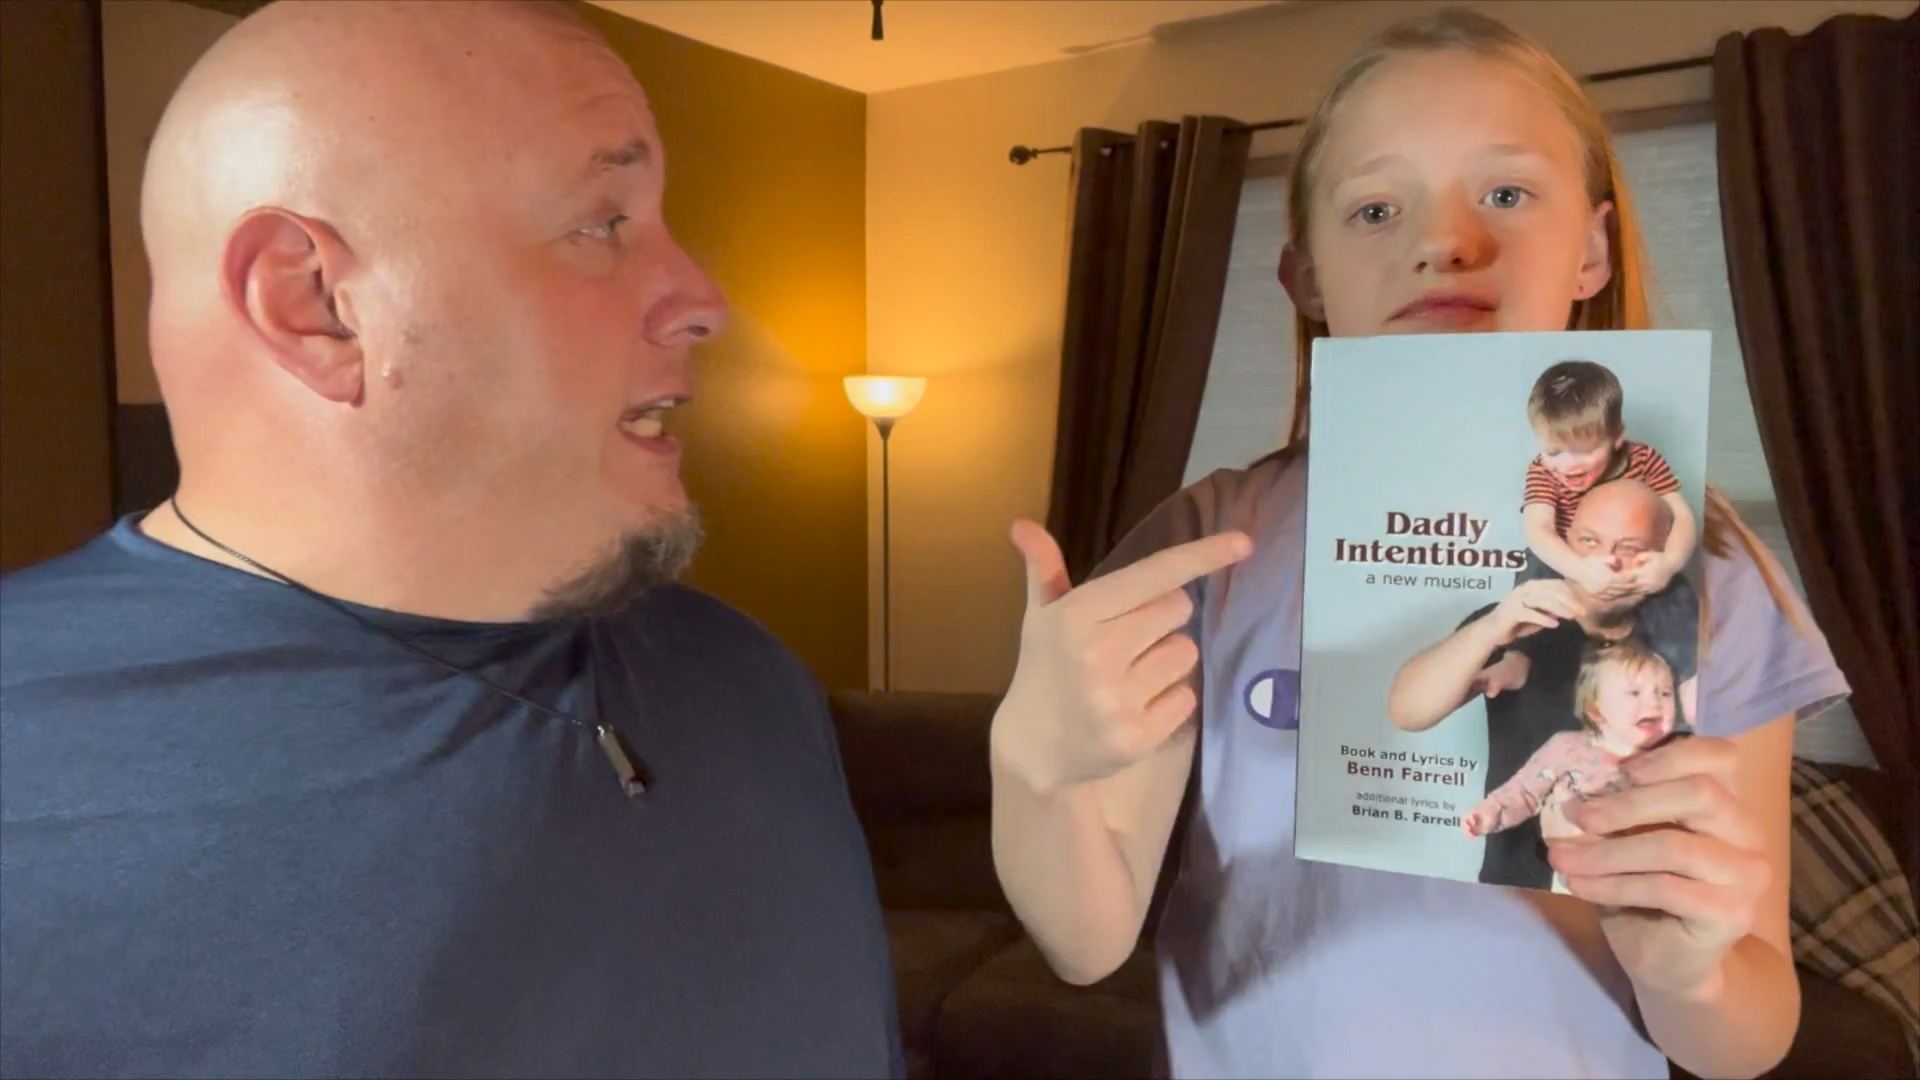 Dadly
Intentions
a new musical
Book and Lyrics by
Benn Farrell
additional lyrics by
Brian B. Farrell